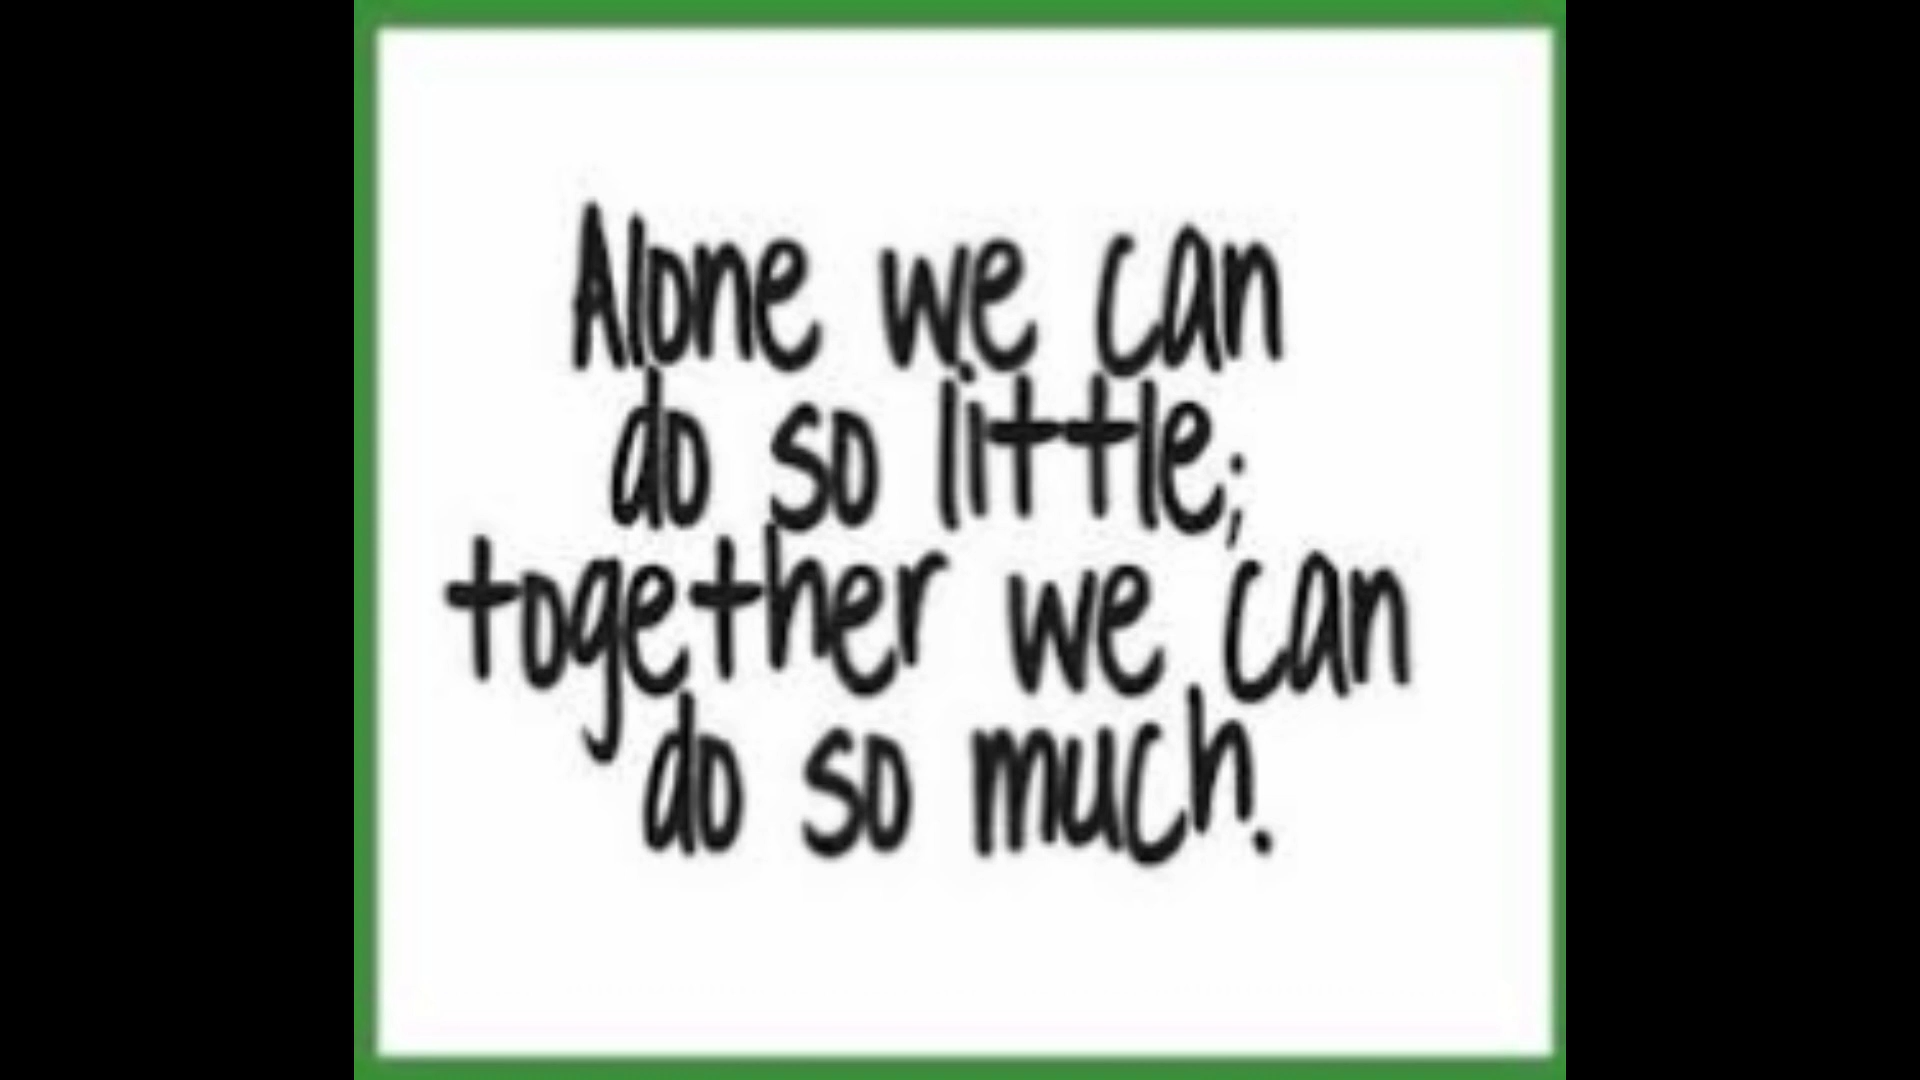 Alone we can
do so little;
together we can
do so much.